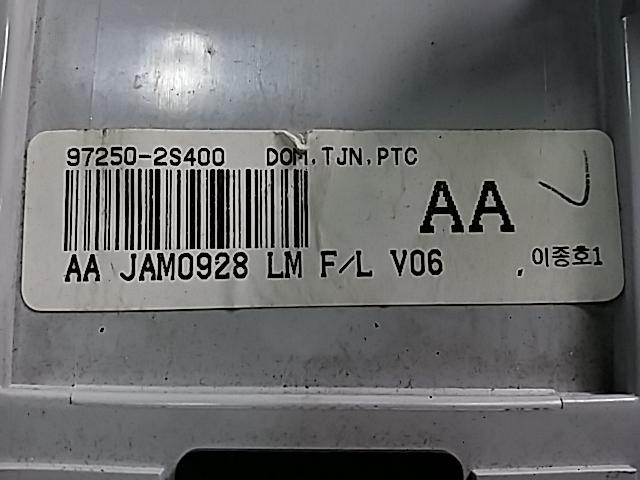 97250-2S400 DOM.TJN.PTC
AA
AA JAM0928 LM F/L V06
이종호1